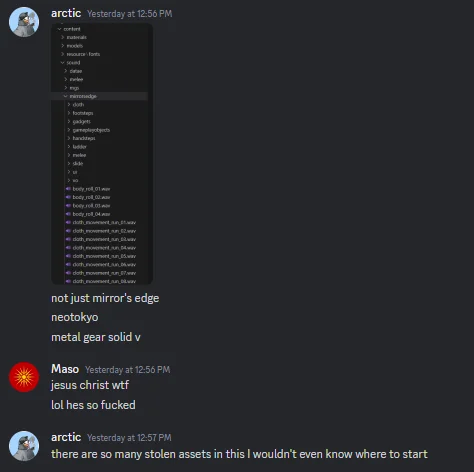 arctic Yesterday at 12:56 PM
content
materials
models
resource · fonts
sound
datae
melee
mgs
mirrorsedge
cloth
footsteps
gadgets
gameplayobjects
handsteps
ladder
melee
slide
ui
vo
body_roll_01.wav
body_roll_02.wav
body_roll_03.wav
body_roll_04.wav
cloth_movement_run_01.wav
cloth_movement_run_02.wav
cloth_movement_run_03.wav
cloth_movement_run_04.wav
cloth_movement_run_05.wav
cloth_movement_run_06.wav
cloth_movement_run_07.wav
cloth_movement_run_08.wav
not just mirror's edge
neotokyo
metal gear solid v
Maso Yesterday at 12:56 PM
jesus christ wtf
lol hes so fucked
arctic Yesterday at 12:57 PM
there are so many stolen assets in this I wouldn't even know where to start